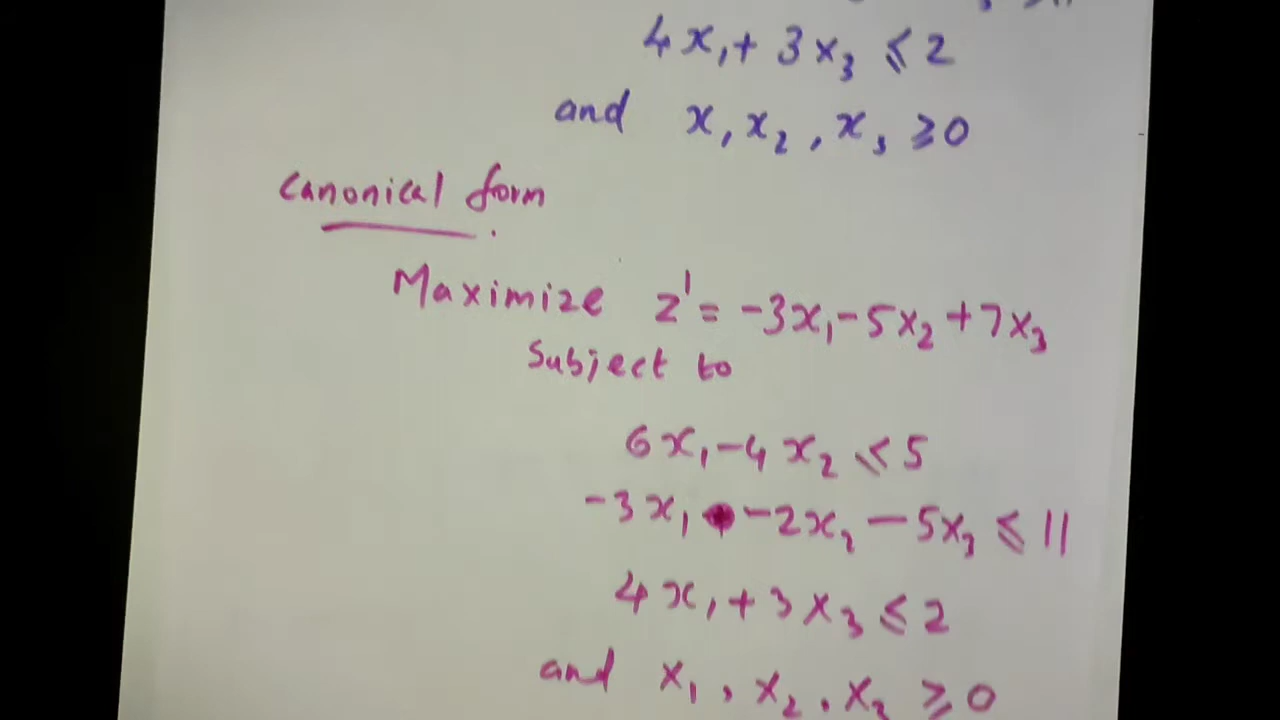 4x₁ + 3x₃ ≤ 2
and x₁ x₂, x₃ ≥ 0
Canonical form
Maximize z' = -3x₁ - 5x₂ + 7x₃
Subject to
6x₁ - 4x₂ ≤ 5
-3x₁ - 2x₂ - 5x₃ ≤ 11
4x₁ + 3x₃ ≤ 2
and x₁, x₂, x₃ ≥ 0